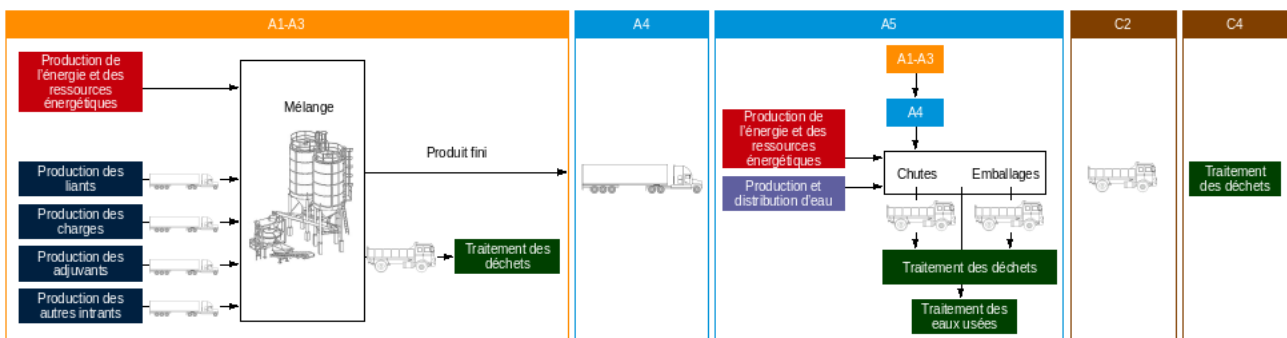 A1-A3
Production de
l'énergie et des
ressources
énergétiques
Mélange
Produit fini
Production des
liants
Production des
charges
Production des
adjuvants
Production des
autres intrants
Traitement des
déchets
A4
A5
A1-A3
A4
Production de
l'énergie et des
ressources
énergétiques
Production et
distribution d'eau
Chutes
Emballages
Traitement des déchets
Traitement des
eaux usées
C2
C4
Traitement
des déchets